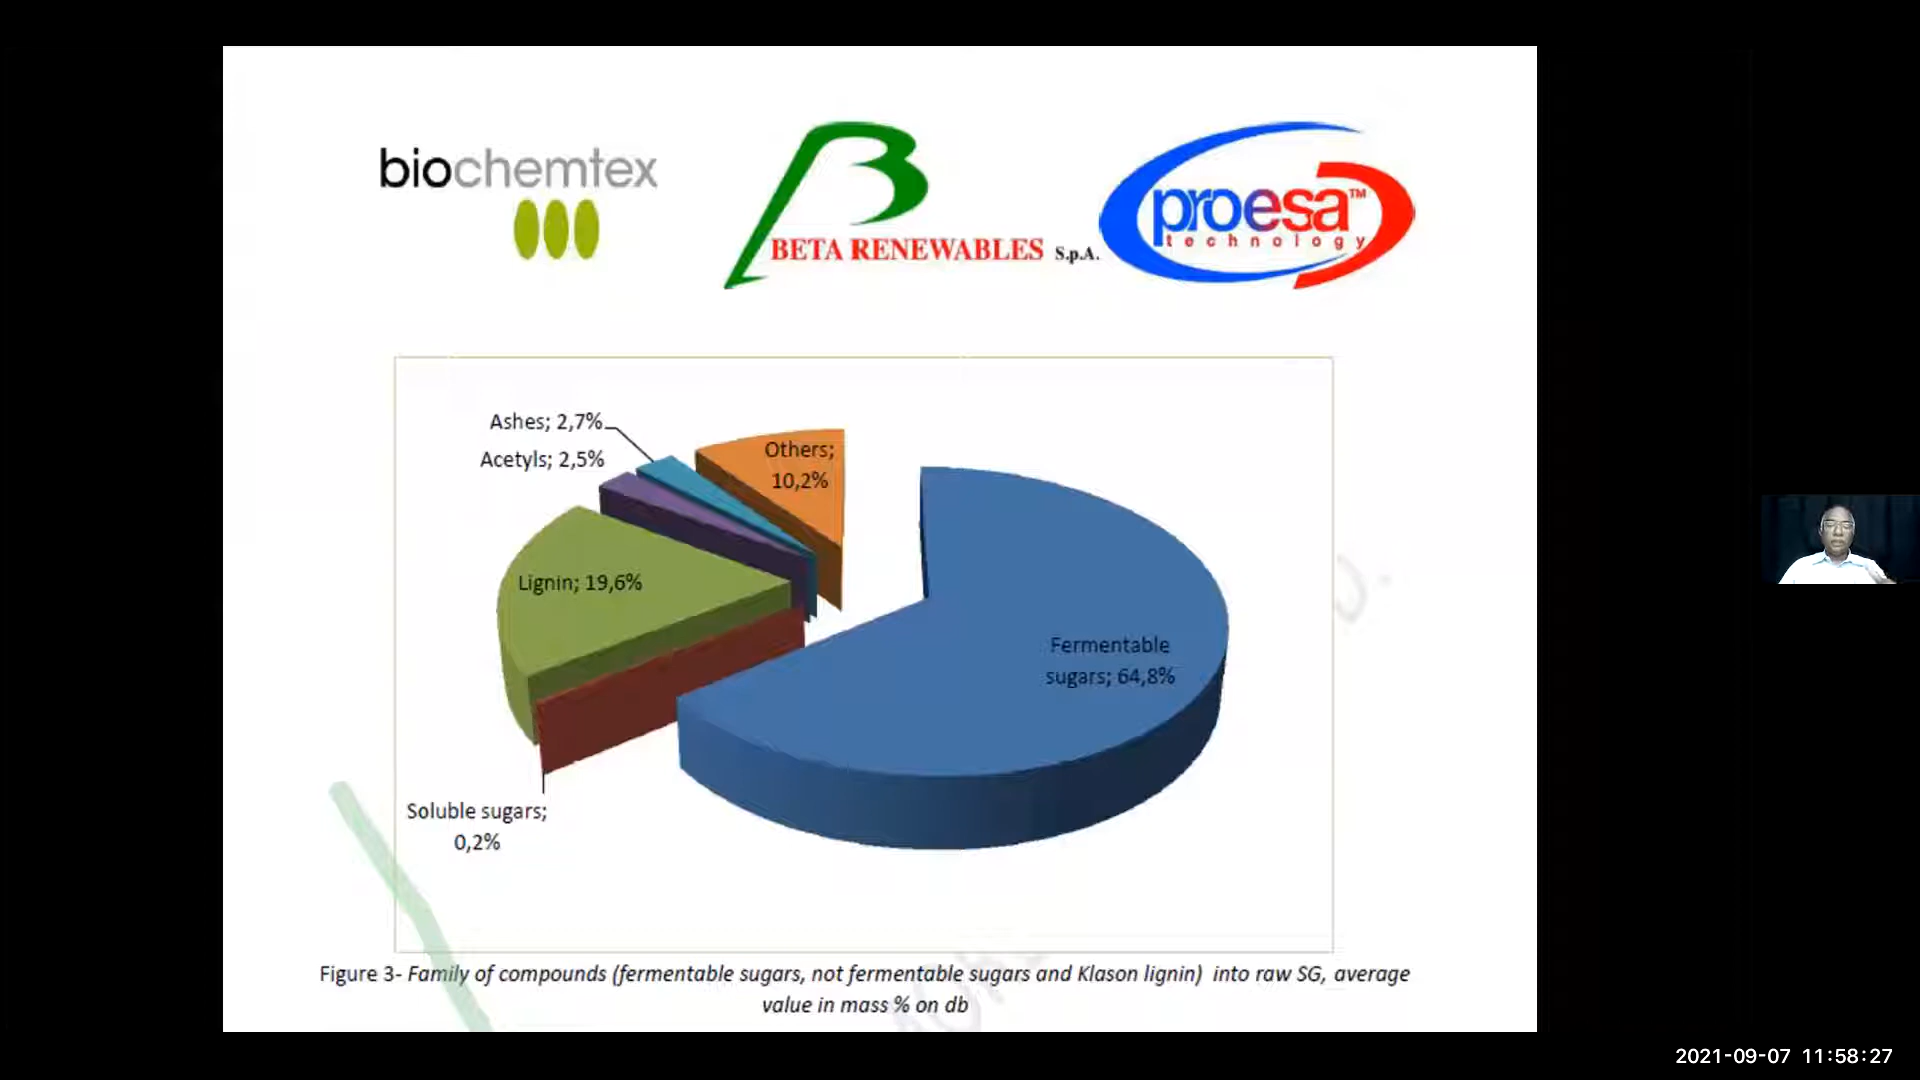 biochemtex
BETA RENEWABLES S.p.A.
proesa™
technology
Ashes; 2,7%
Acetyls; 2,5%
Others;
10,2%
Lignin; 19,6%
Fermentable
sugars; 64,8%
Soluble sugars;
0,2%
Figure 3- Family of compounds (fermentable sugars, not fermentable sugars and Klason lignin) into raw SG, average
value in mass % on db
2021-09-07 11:58:27